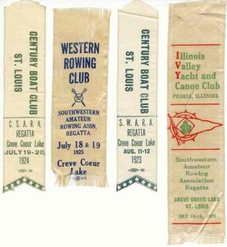 CENTURY BOAT CLUB
ST. LOUIS
C. S. A. R. A.
REGATTA
Creve Coeur Lake
JULY 19-20,
1924
WESTERN
ROWING
CLUB
SOUTHWESTERN
AMATEUR
ROWING ASSN.
REGATTA
July 18 & 19
1925
Creve Coeur
Lake
CENTURY BOAT CLUB
ST. LOUIS
S. W. A. R. A.
REGATTA
Creve Coeur Lake
AUG. 11-12
1923
Illinois
Valley
Yacht and
Canoe Club
PEORIA, ILLINOIS
Southwestern
Amateur
Rowing
Association
Regatta
CREVE COEUR LAKE
ST. LOUIS